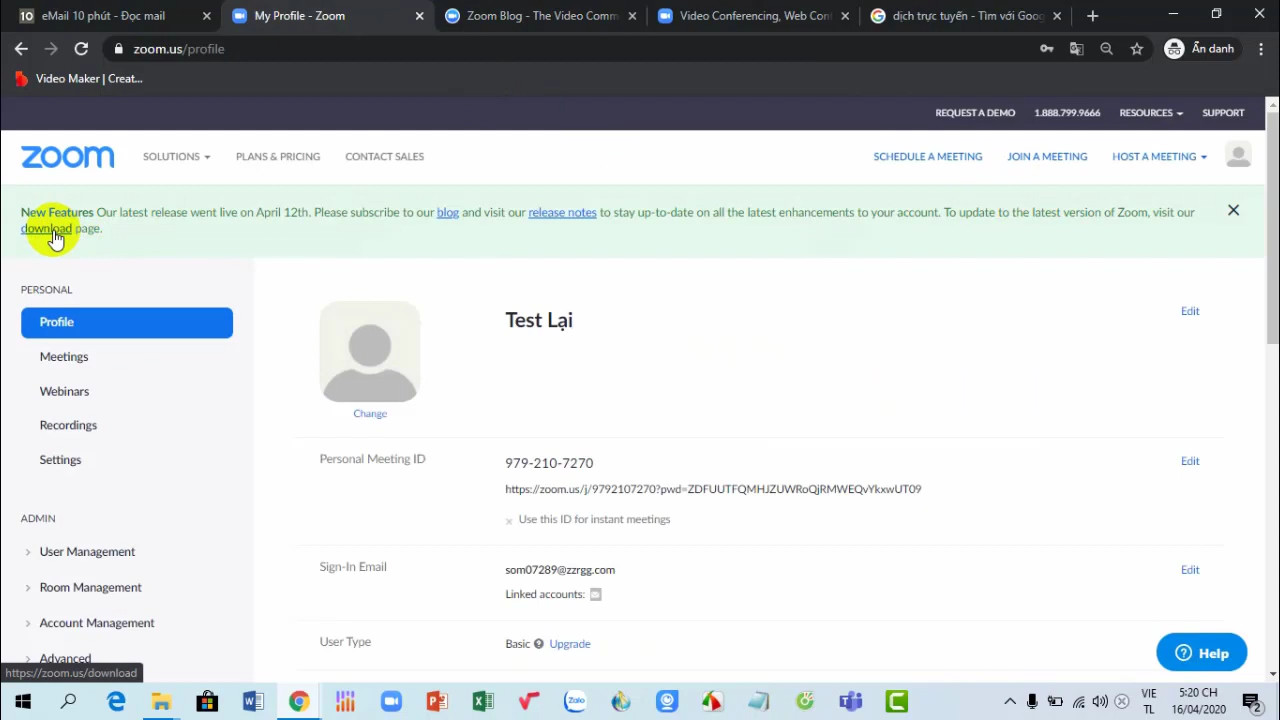 eMail 10 phút - Đọc mail
My Profile - Zoom
Zoom Blog - The Video Comm
Video Conferencing, Web Con
dịch trực tuyến - Tìm với Goog
zoom.us/profile
Ẩn danh
Video Maker | Creat...
REQUEST A DEMO 1.888.799.9666 RESOURCES SUPPORT
zoom
SOLUTIONS PLANS & PRICING CONTACT SALES
SCHEDULE A MEETING JOIN A MEETING HOST A MEETING
New Features Our latest release went live on April 12th. Please subscribe to our blog and visit our release notes to stay up-to-date on all the latest enhancements to your account. To update to the latest version of Zoom, visit our
download page.
PERSONAL
Profile
Meetings
Webinars
Recordings
Settings
ADMIN
User Management
Room Management
Account Management
Advanced
https://zoom.us/download
Test Lại
Edit
Change
Personal Meeting ID
979-210-7270
Edit
https://zoom.us/j/9792107270?pwd=ZDFUUTFQMHJZUWRoQjRMWEQvYkxwUT09
Use this ID for instant meetings
Sign-In Email
som07289@zzrgg.com
Edit
Linked accounts:
User Type
Basic Upgrade
Help
VIE
TL
5:20 CH
16/04/2020
2